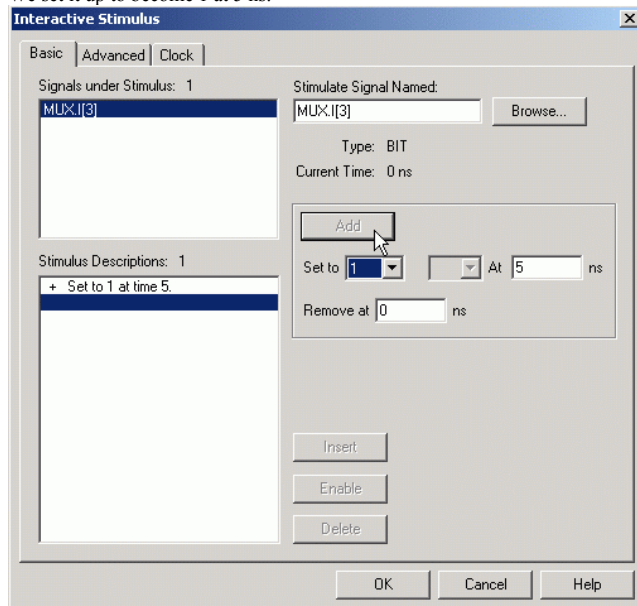 We set it up to become 1 at 5 ns.
Interactive Stimulus
Basic Advanced Clock
Signals under Stimulus: 1
MUX.I[3]
Stimulate Signal Named:
MUX.I[3] Browse...
Type: BIT
Current Time: 0 ns
Add
Set to 1 At 5 ns
Remove at 0 ns
Stimulus Descriptions: 1
+ Set to 1 at time 5.
Insert
Enable
Delete
OK Cancel Help